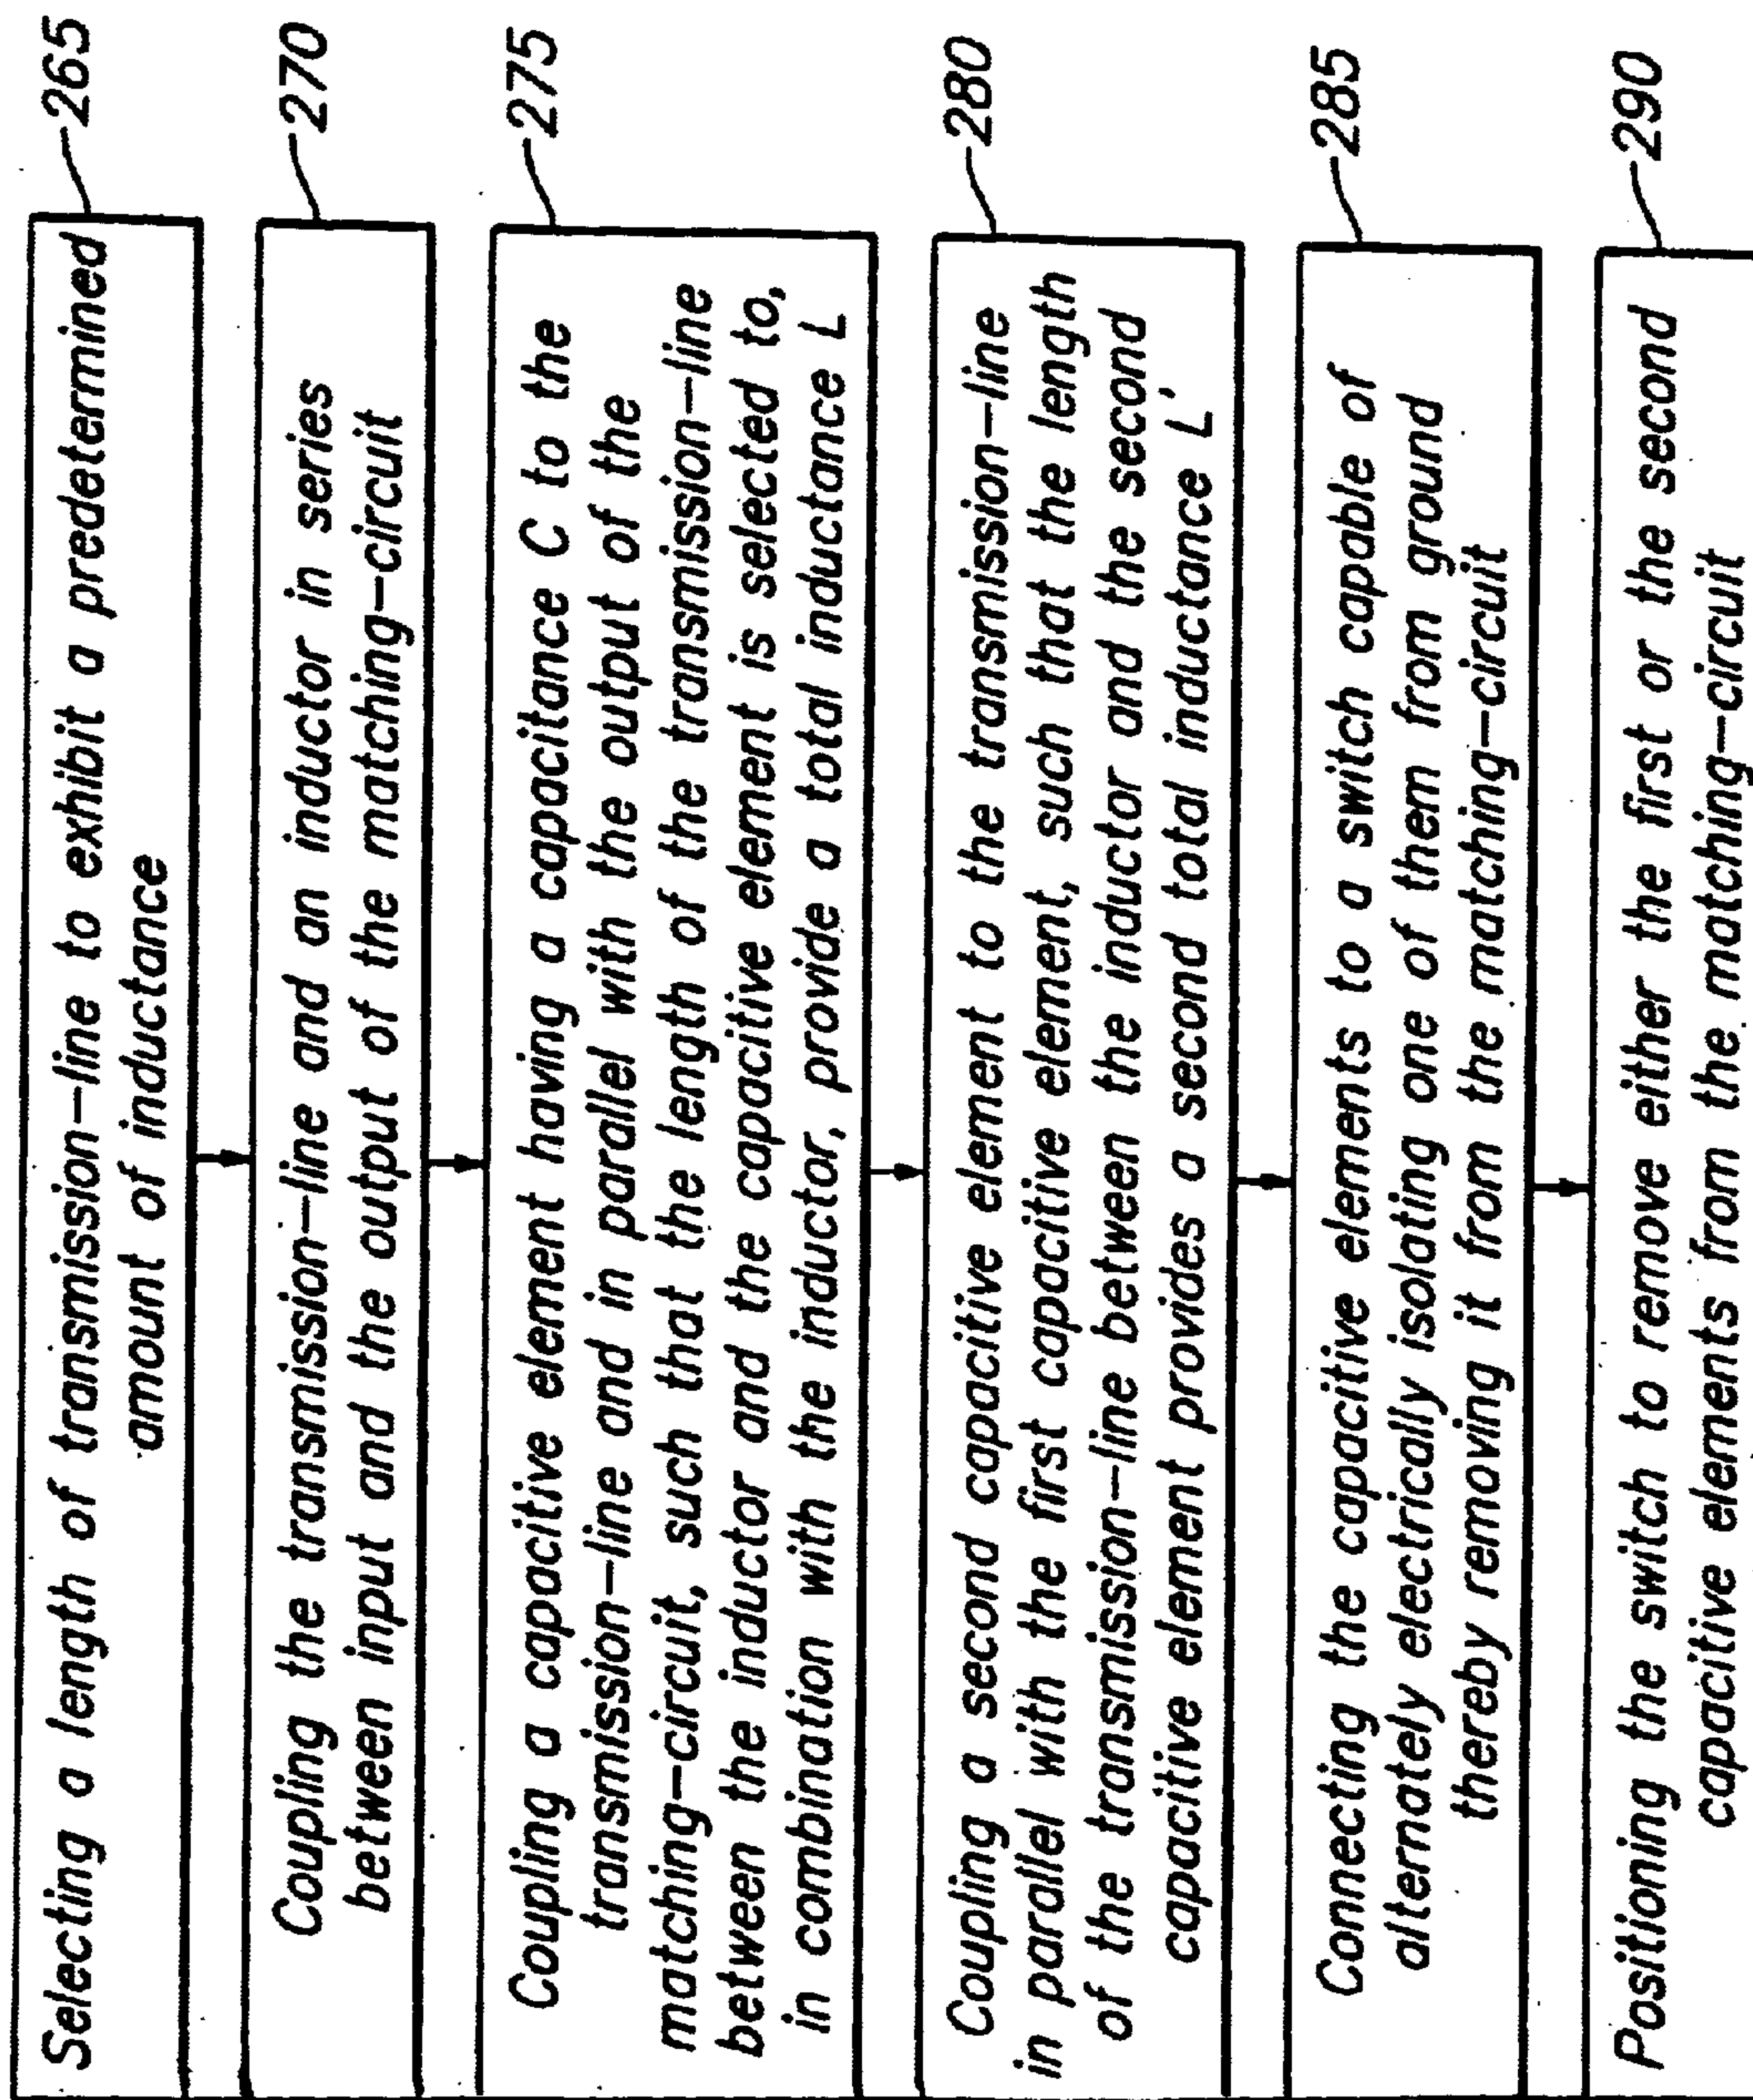 Selecting a length of transmission-line to exhibit a predetermined
amount of inductance
265
Coupling the transmission-line and an inductor in series
between input and the output of the matching-circuit
270
Coupling a capacitive element having a capacitance C to the
transmission-line and in parallel with the output of the
matching-circuit, such that the length of the transmission-line
between the inductor and the capacitive element is selected to,
in combination with the inductor, provide a total inductance L
275
Coupling a second capacitive element to the transmission-line
in parallel with the first capacitive element, such that the length
of the transmission-line between the inductor and the second
capacitive element provides a second total inductance L'
280
Connecting the capacitive elements to a switch capable of
alternately electrically isolating one of them from ground
thereby removing it from the matching-circuit
285
Positioning the switch to remove either the first or the second
capacitive elements from the matching-circuit
290